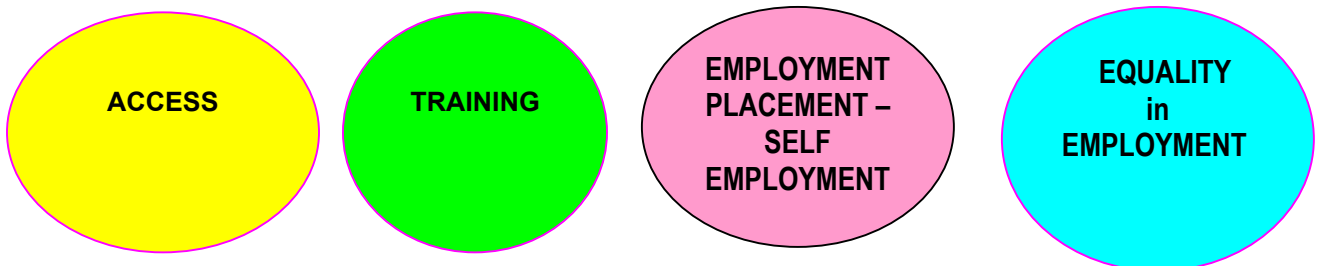 ACCESS
TRAINING
EMPLOYMENT
PLACEMENT –
SELF
EMPLOYMENT
EQUALITY
in
EMPLOYMENT